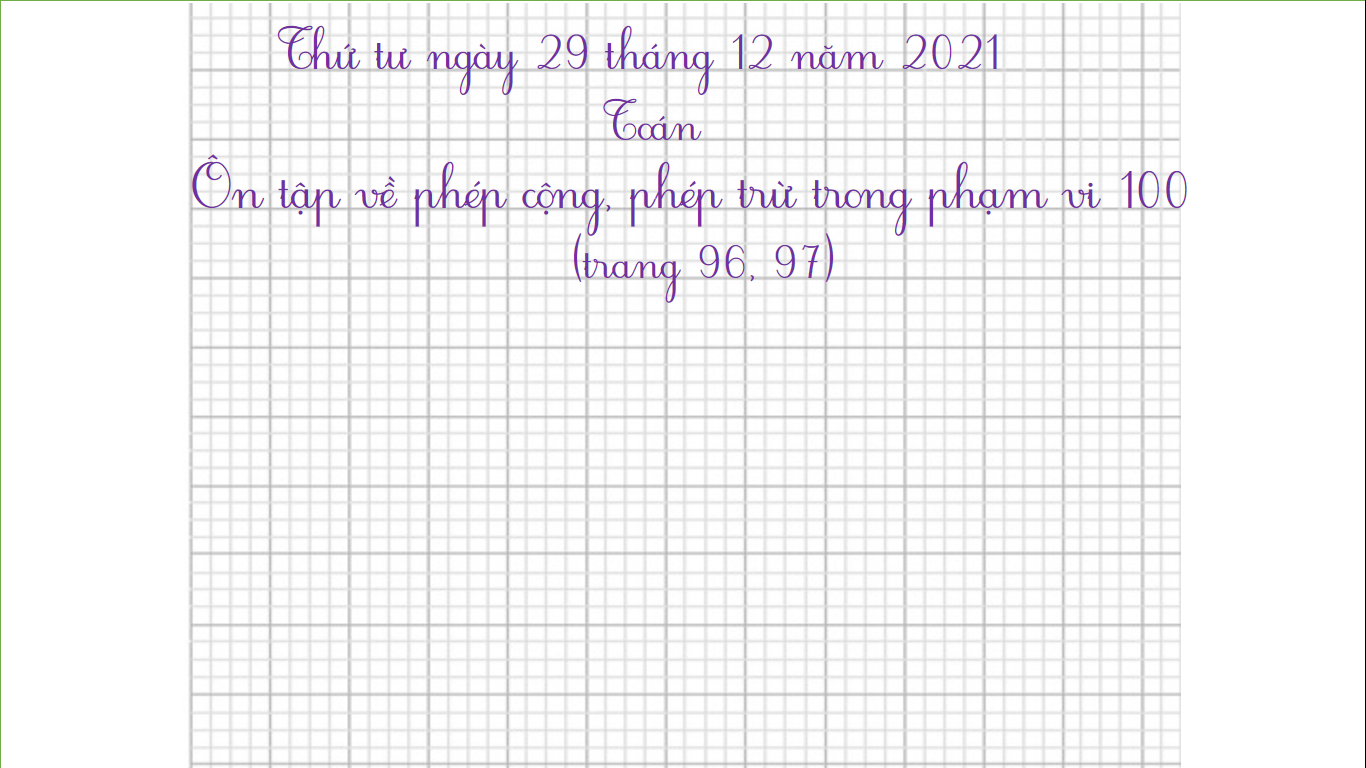 Thứ tư ngày 29 tháng 12 năm 2021
Toán
Ôn tập về phép cộng, phép trừ trong phạm vi 100
(trang 96, 97)